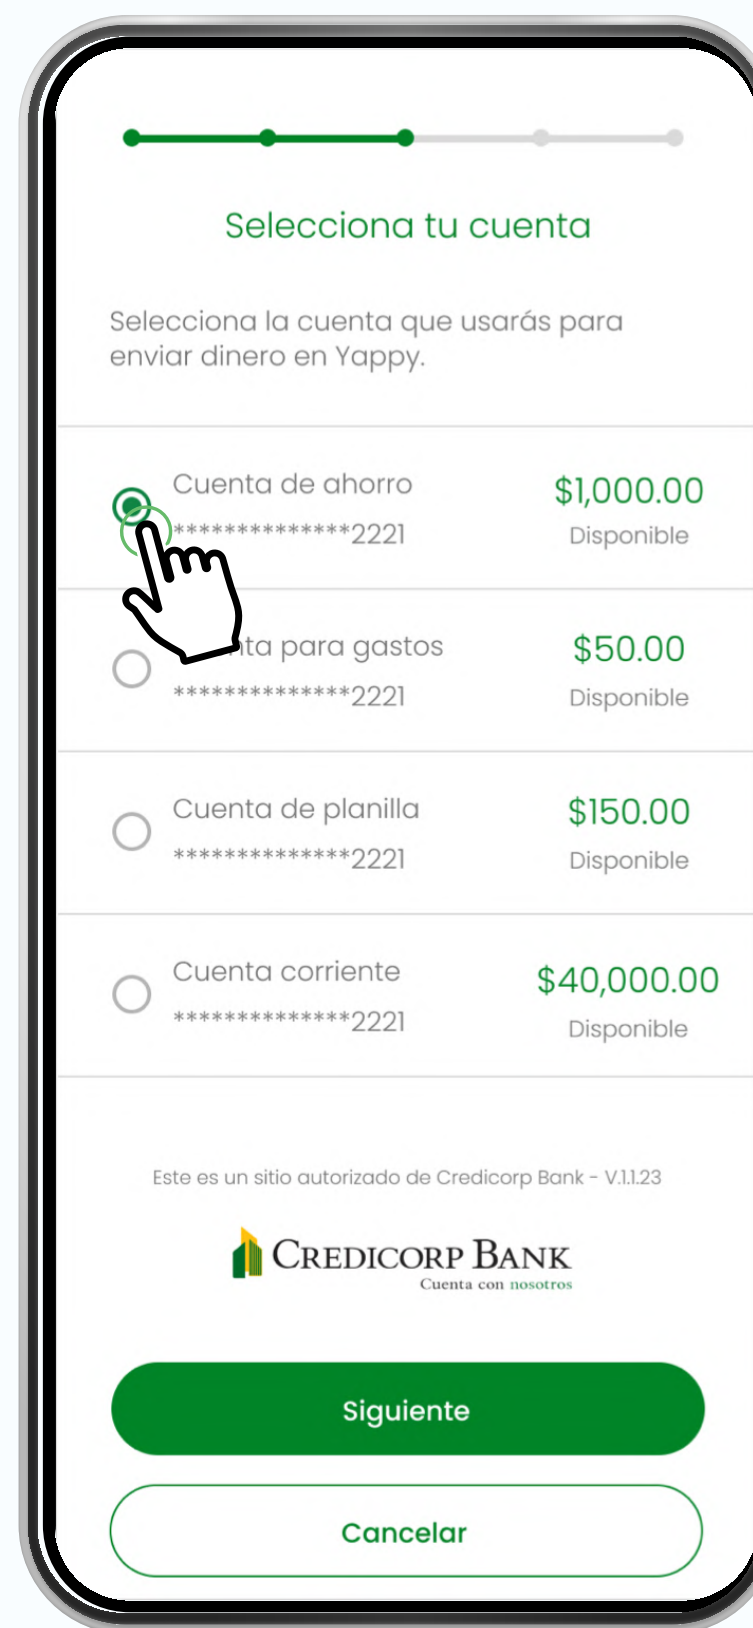 Selecciona tu cuenta
Selecciona la cuenta que usarás para
enviar dinero en Yappy.
Cuenta de ahorro
$1,000.00
**************2221
Disponible
para gastos
$50.00
**************2221
Disponible
Cuenta de planilla
$150.00
**************2221
Disponible
Cuenta corriente
$40,000.00
**************2221
Disponible
Este es un sitio autorizado de Credicorp Bank - V.1.1.23
CREDICORP BANK
Cuenta con nosotros
Siguiente
Cancelar